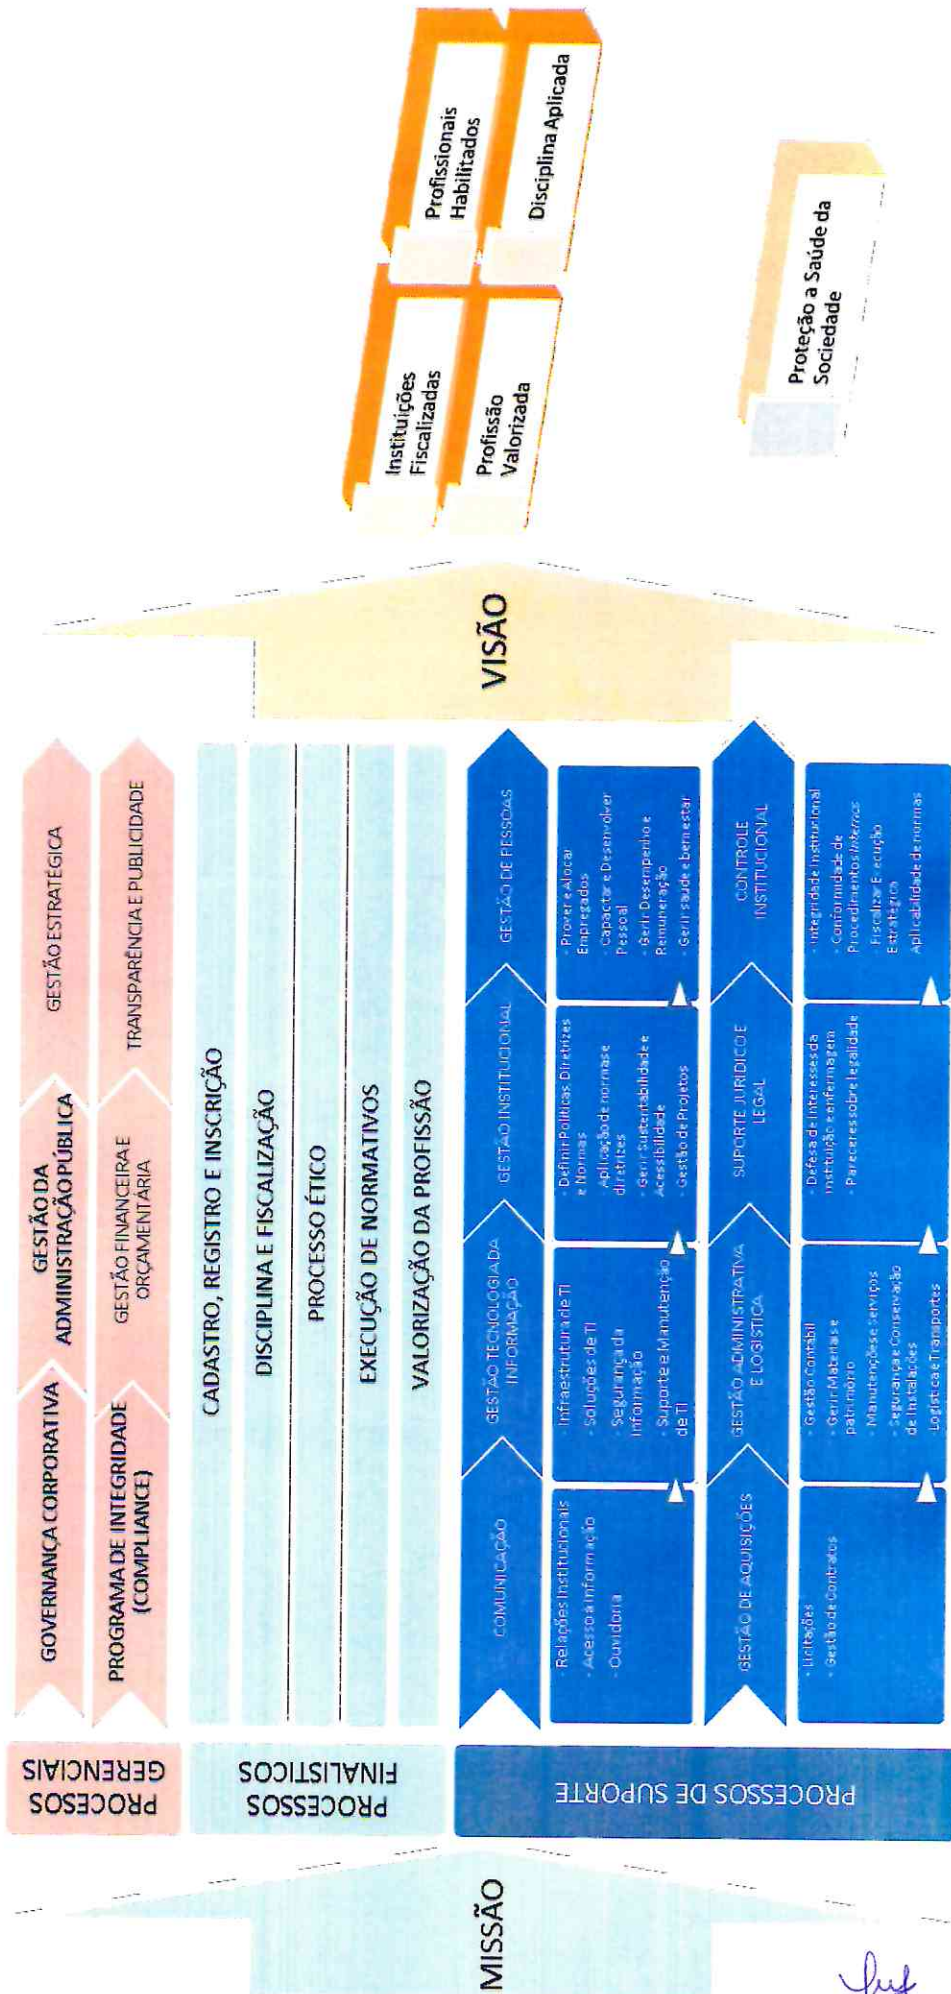 MISSÃO
PROCESOS
GERENCIAIS
GOVERNANÇA CORPORATIVA
GESTÃO DA
ADMINISTRAÇÃO PÚBLICA
GESTÃO ESTRATÉGICA
PROGRAMA DE INTEGRIDADE
(COMPLIANCE)
GESTÃO FINANCEIRA E
ORÇAMENTÁRIA
TRANSPARÊNCIA E PUBLICIDADE
PROCESSOS
FINALISTICOS
CADASTRO, REGISTRO E INSCRIÇÃO
DISCIPLINA E FISCALIZAÇÃO
PROCESSO ÉTICO
EXECUÇÃO DE NORMATIVOS
VALORIZAÇÃO DA PROFISSÃO
PROCESSOS DE SUPORTE
COMUNICAÇÃO
GESTÃO TECNOLOGIA DA
INFORMAÇÃO
GESTÃO INSTITUCIONAL
GESTÃO DE PESSOAS
Relações Institucionais
- Acesso a Informação
- Ouvidoria
- Infraestrutura de TI
- Soluções de TI
- Segurança da
Informação
- Suporte e Manutenção
de TI
- Definir Políticas, Diretrizes
e Normas
Aplicação de normas e
diretrizes
- Gerir Sustentabilidade e
Acessibilidade
- Gestão de Projetos
- Prover e Alocar
Empregados
- Capactar e Desenvolver
Pessoal
- Gerir Desempenho e
Remuneração
- Gerir saúde e bem estar
GESTÃO DE AQUISIÇÕES
GESTÃO ADMINISTRATIVA
E LOGISTICA
SUPORTE JURIDICO E
LEGAL
CONTROLE
INSTITUCIONAL
- Licitações
- Gestão de Contratos
- Gestão Contábil
- Gerir Materias e
patrimônio
- Manutenções e Serviços
- Segurança e Conservação
de Instalações
Logística e Transportes
- Defesa de interesses da
instituição e enfermagem
- Pareceres sobre legalidade
- Integridade Institucional
- Conformidade de
Procedimentos Internos
- Fiscalizar Execução
Estratégica
Aplicabilidade de normas
VISÃO
Instituições
Fiscalizadas
Profissionais
Habilitados
Profissão
Valorizada
Disciplina Aplicada
Proteção a Saúde da
Sociedade